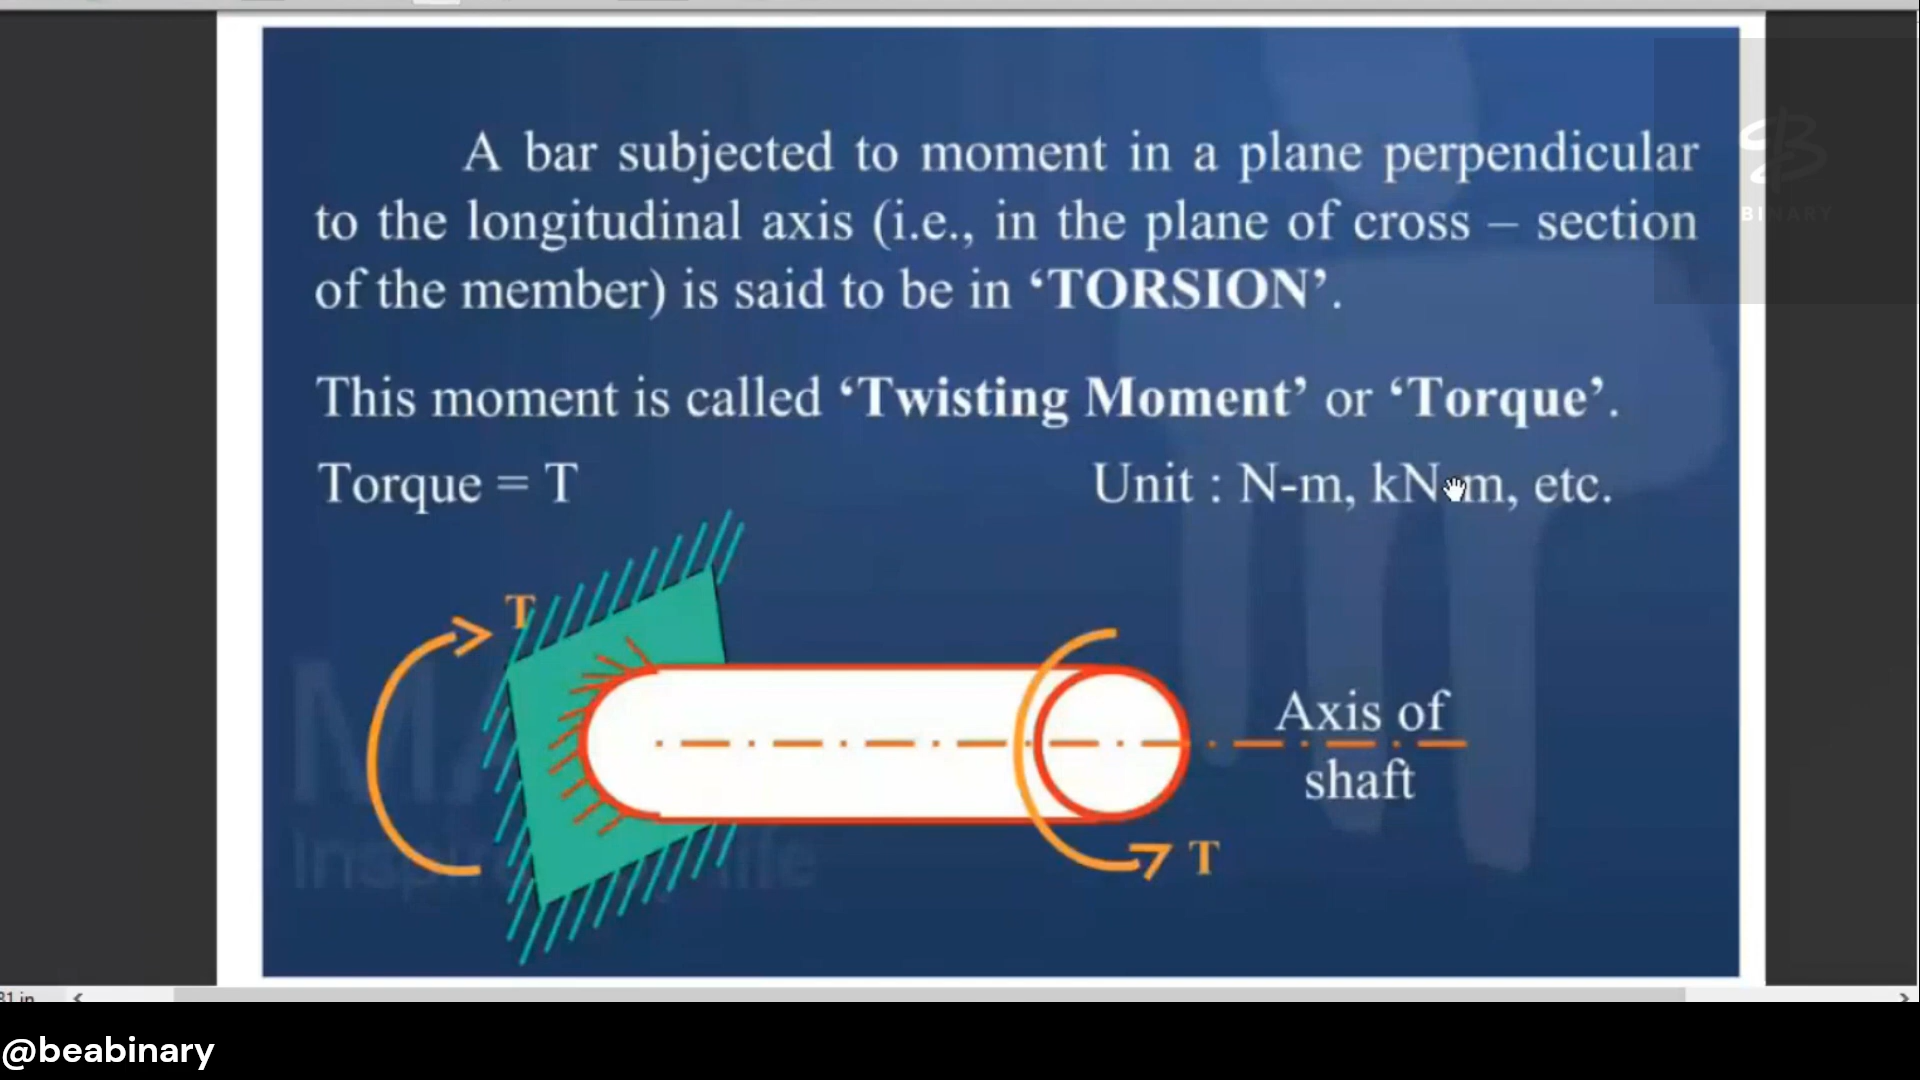 BINARY
A bar subjected to moment in a plane perpendicular
to the longitudinal axis (i.e., in the plane of cross – section
of the member) is said to be in ‘TORSION’.
This moment is called ‘Twisting Moment’ or ‘Torque’.
Torque = T
Unit : N-m, kN-m, etc.
T
Axis of
shaft
T
@beabinary